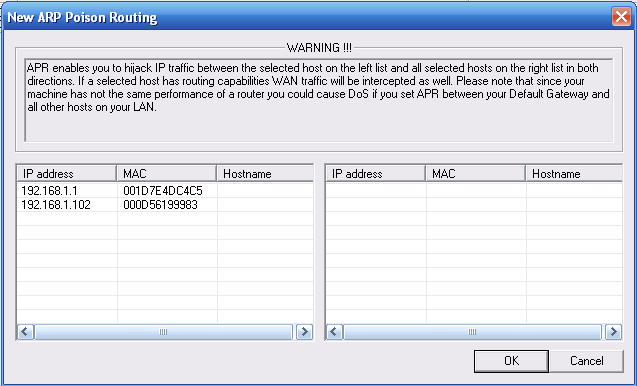 New ARP Poison Routing
WARNING !!!
APR enables you to hijack IP traffic between the selected host on the left list and all selected hosts on the right list in both
directions. If a selected host has routing capabilities WAN traffic will be intercepted as well. Please note that since your
machine has not the same performance of a router you could cause DoS if you set APR between your Default Gateway and
all other hosts on your LAN.
IP address MAC Hostname IP address MAC Hostname
192.168.1.1 001D7E4DC4C5
192.168.1.102 000D56199983
OK Cancel